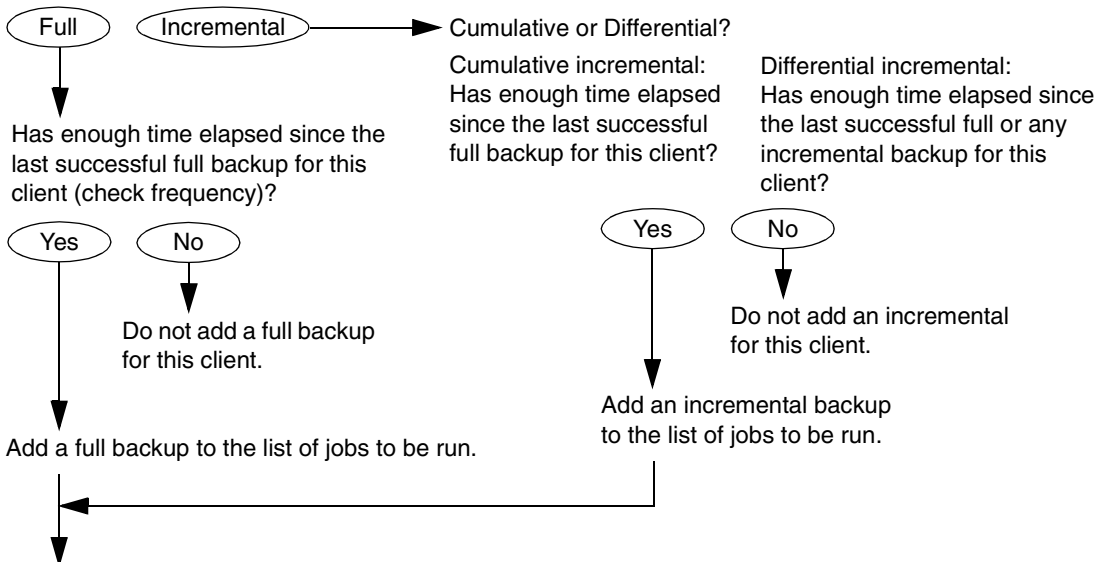 Full
Incremental
Cumulative or Differential?
Has enough time elapsed since the
last successful full backup for this
client (check frequency)?
Cumulative incremental:
Has enough time elapsed
since the last successful
full backup for this client?
Differential incremental:
Has enough time elapsed since
the last successful full or any
incremental backup for this
client?
Yes
No
Do not add a full backup
for this client.
Add a full backup to the list of jobs to be run.
Yes
No
Do not add an incremental
for this client.
Add an incremental backup
to the list of jobs to be run.